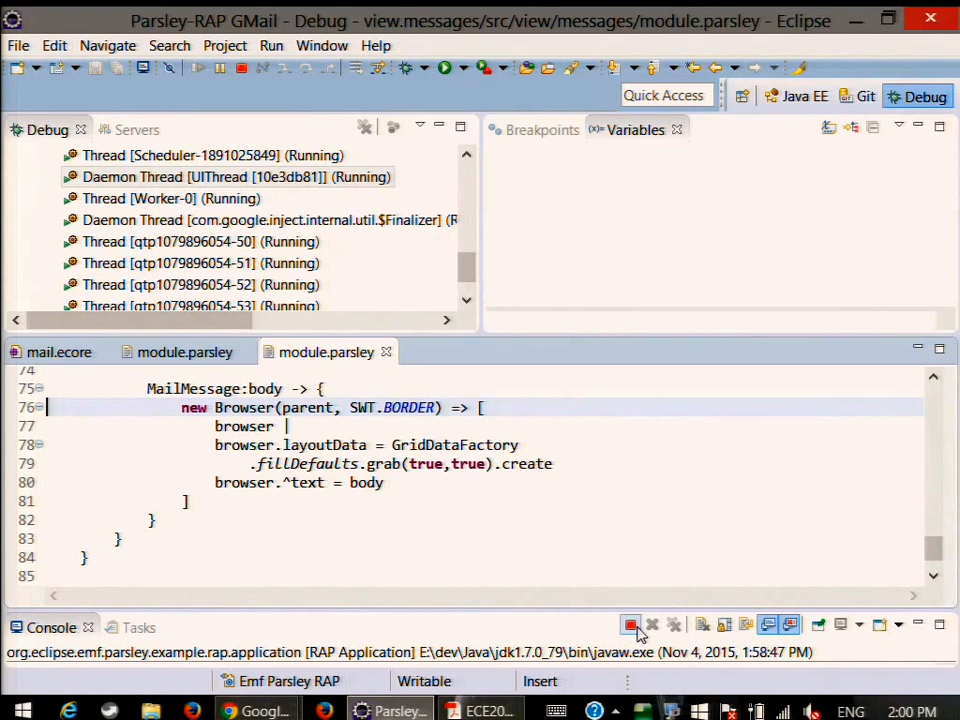 Parsley-RAP GMail - Debug - view.messages/src/view/messages/module.parsley - Eclipse
File Edit Navigate Search Project Run Window Help
Quick Access Java EE Git Debug
Debug Servers
Breakpoints (x)= Variables
Thread [Scheduler-1891025849] (Running)
Daemon Thread [UIThread [10e3db81]] (Running)
Thread [Worker-0] (Running)
Daemon Thread [com.google.inject.internal.util.$Finalizer] (R
Thread [qtp1079896054-50] (Running)
Thread [qtp1079896054-51] (Running)
Thread [qtp1079896054-52] (Running)
Thread [qtp1079896054-53] (Running)
mail.ecore module.parsley module.parsley
74
75 MailMessage:body -> {
76 new Browser(parent, SWT.BORDER) => [
77 browser |
78 browser.layoutData = GridDataFactory
79 .fillDefaults.grab(true,true).create
80 browser.^text = body
81 ]
82 }
83 }
84 }
85
Console Tasks
org.eclipse.emf.parsley.example.rap.application [RAP Application] E:\dev\Java\jdk1.7.0_79\bin\javaw.exe (Nov 4, 2015, 1:58:47 PM)
Emf Parsley RAP Writable Insert
Googl... Parsley... ECE20... ENG 2:00 PM